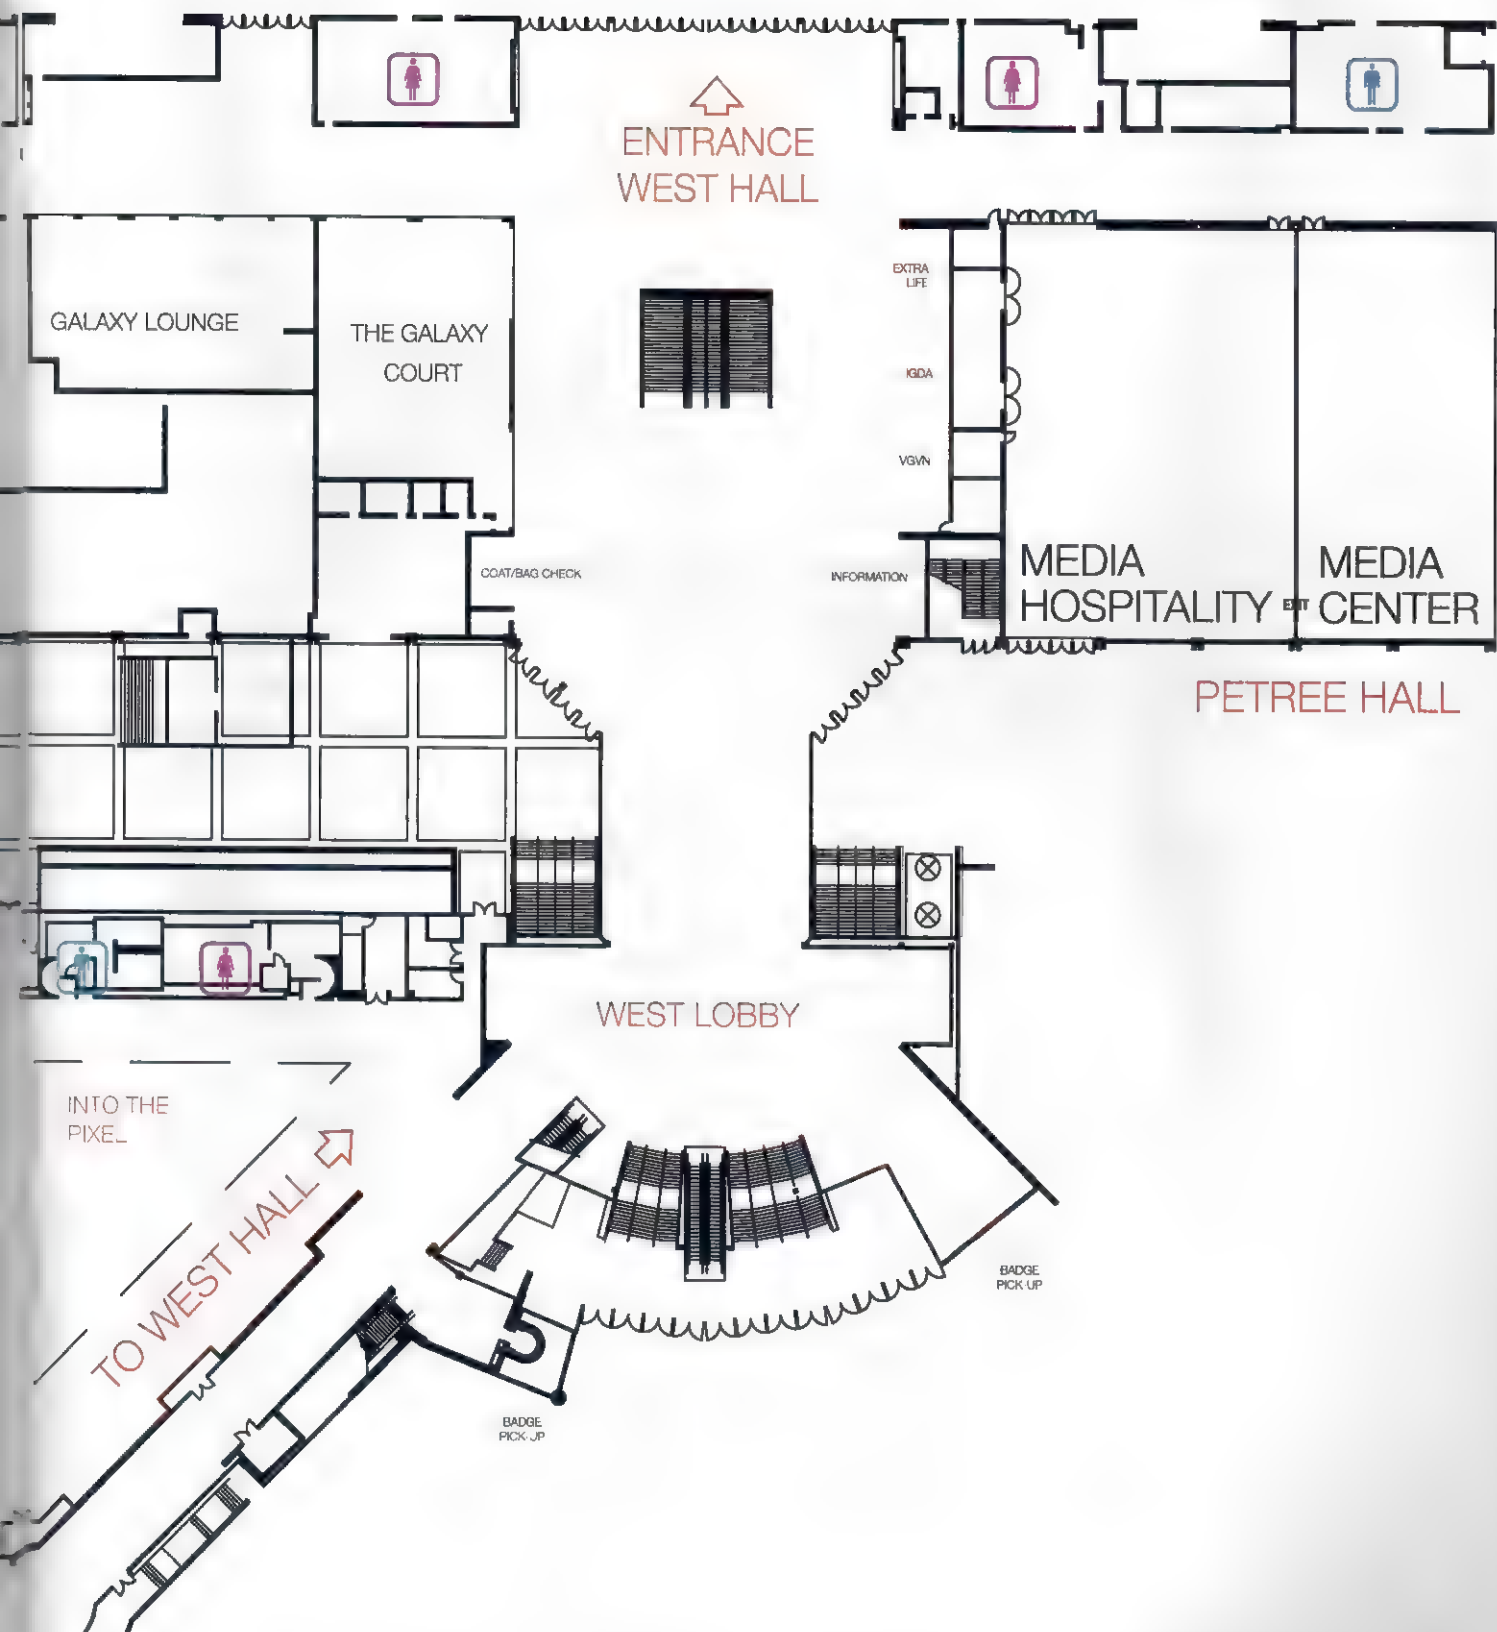 ENTRANCE
WEST HALL
EXTRA
LIFE
GALAXY LOUNGE
THE GALAXY
COURT
IGDA
VGVN
COAT/BAG CHECK
INFORMATION
MEDIA
HOSPITALITY
EXIT
MEDIA
CENTER
PETREE HALL
WEST LOBBY
INTO THE
PIXEL
TO WEST HALL
BADGE
PICK-UP
BADGE
PICK-UP